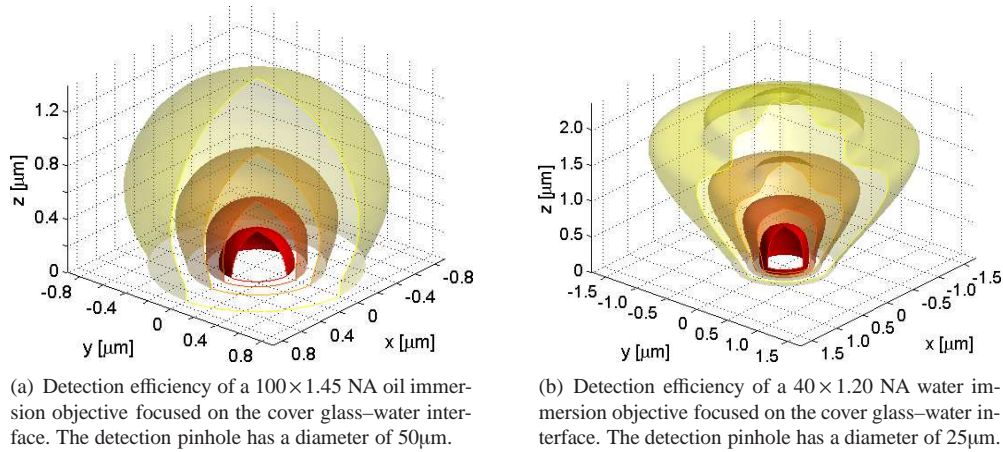 1.2
0.8
0.4
0
z [μm]
-0.8
-0.4
0
0.4
0.8
y [μm]
-0.8
-0.4
0
0.4
0.8
x [μm]
2.0
1.5
1.0
0.5
0
z [μm]
-1.5
-1.0
-0.5
0
0.5
1.0
1.5
y [μm]
-1.5
-1.0
-0.5
0
0.5
1.0
1.5
x [μm]
(a) Detection efficiency of a 100×1.45 NA oil immer-
sion objective focused on the cover glass–water inter-
face. The detection pinhole has a diameter of 50μm.
(b) Detection efficiency of a 40×1.20 NA water im-
mersion objective focused on the cover glass–water in-
terface. The detection pinhole has a diameter of 25μm.